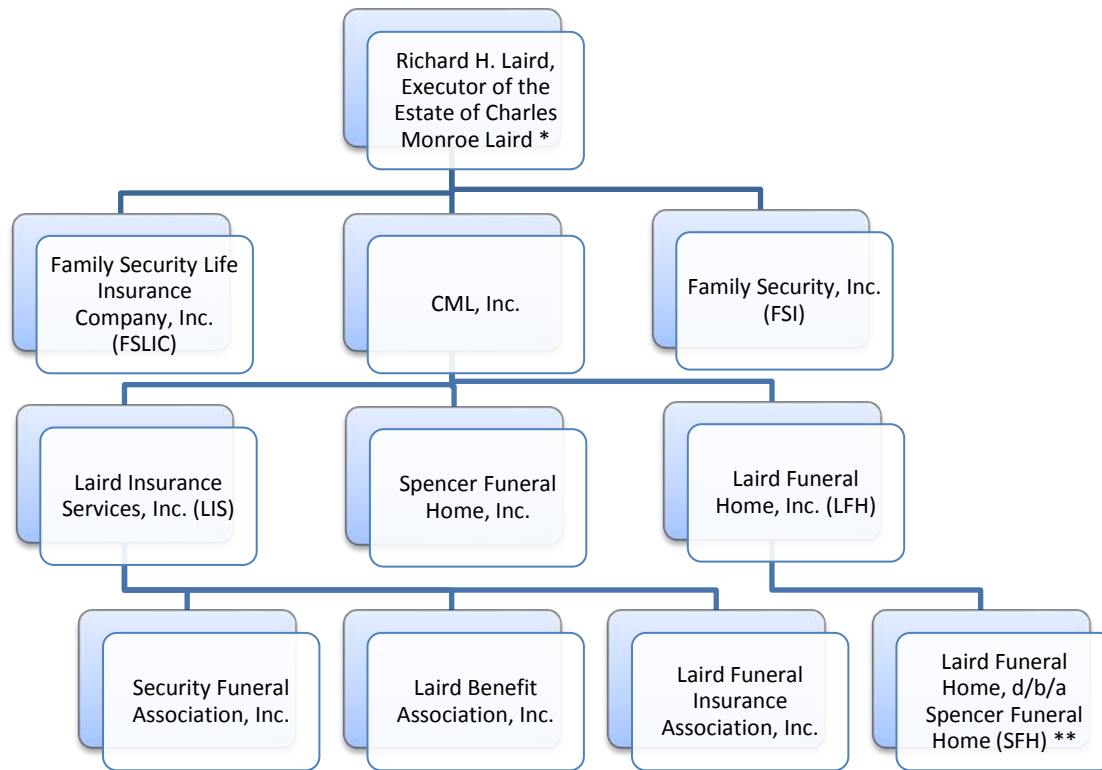 Richard H. Laird,
Executor of the
Estate of Charles
Monroe Laird *
Family Security Life
Insurance
Company, Inc.
(FSLIC)
CML, Inc.
Family Security, Inc.
(FSI)
Laird Insurance
Services, Inc. (LIS)
Spencer Funeral
Home, Inc.
Laird Funeral
Home, Inc. (LFH)
Security Funeral
Association, Inc.
Laird Benefit
Association, Inc.
Laird Funeral
Insurance
Association, Inc.
Laird Funeral
Home, d/b/a
Spencer Funeral
Home (SFH) **